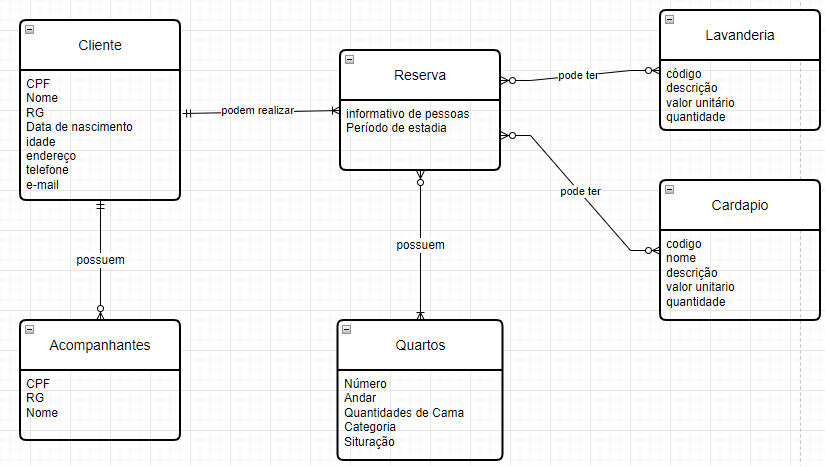 Cliente
CPF
Nome
RG
Data de nascimento
idade
endereço
telefone
e-mail
podem realizar
Reserva
informativo de pessoas
Período de estadia
pode ter
Lavanderia
código
descrição
valor unitário
quantidade
pode ter
Cardapio
codigo
nome
descrição
valor unitario
quantidade
possuem
Acompanhantes
CPF
RG
Nome
possuem
Quartos
Número
Andar
Quantidades de Cama
Categoria
Situração